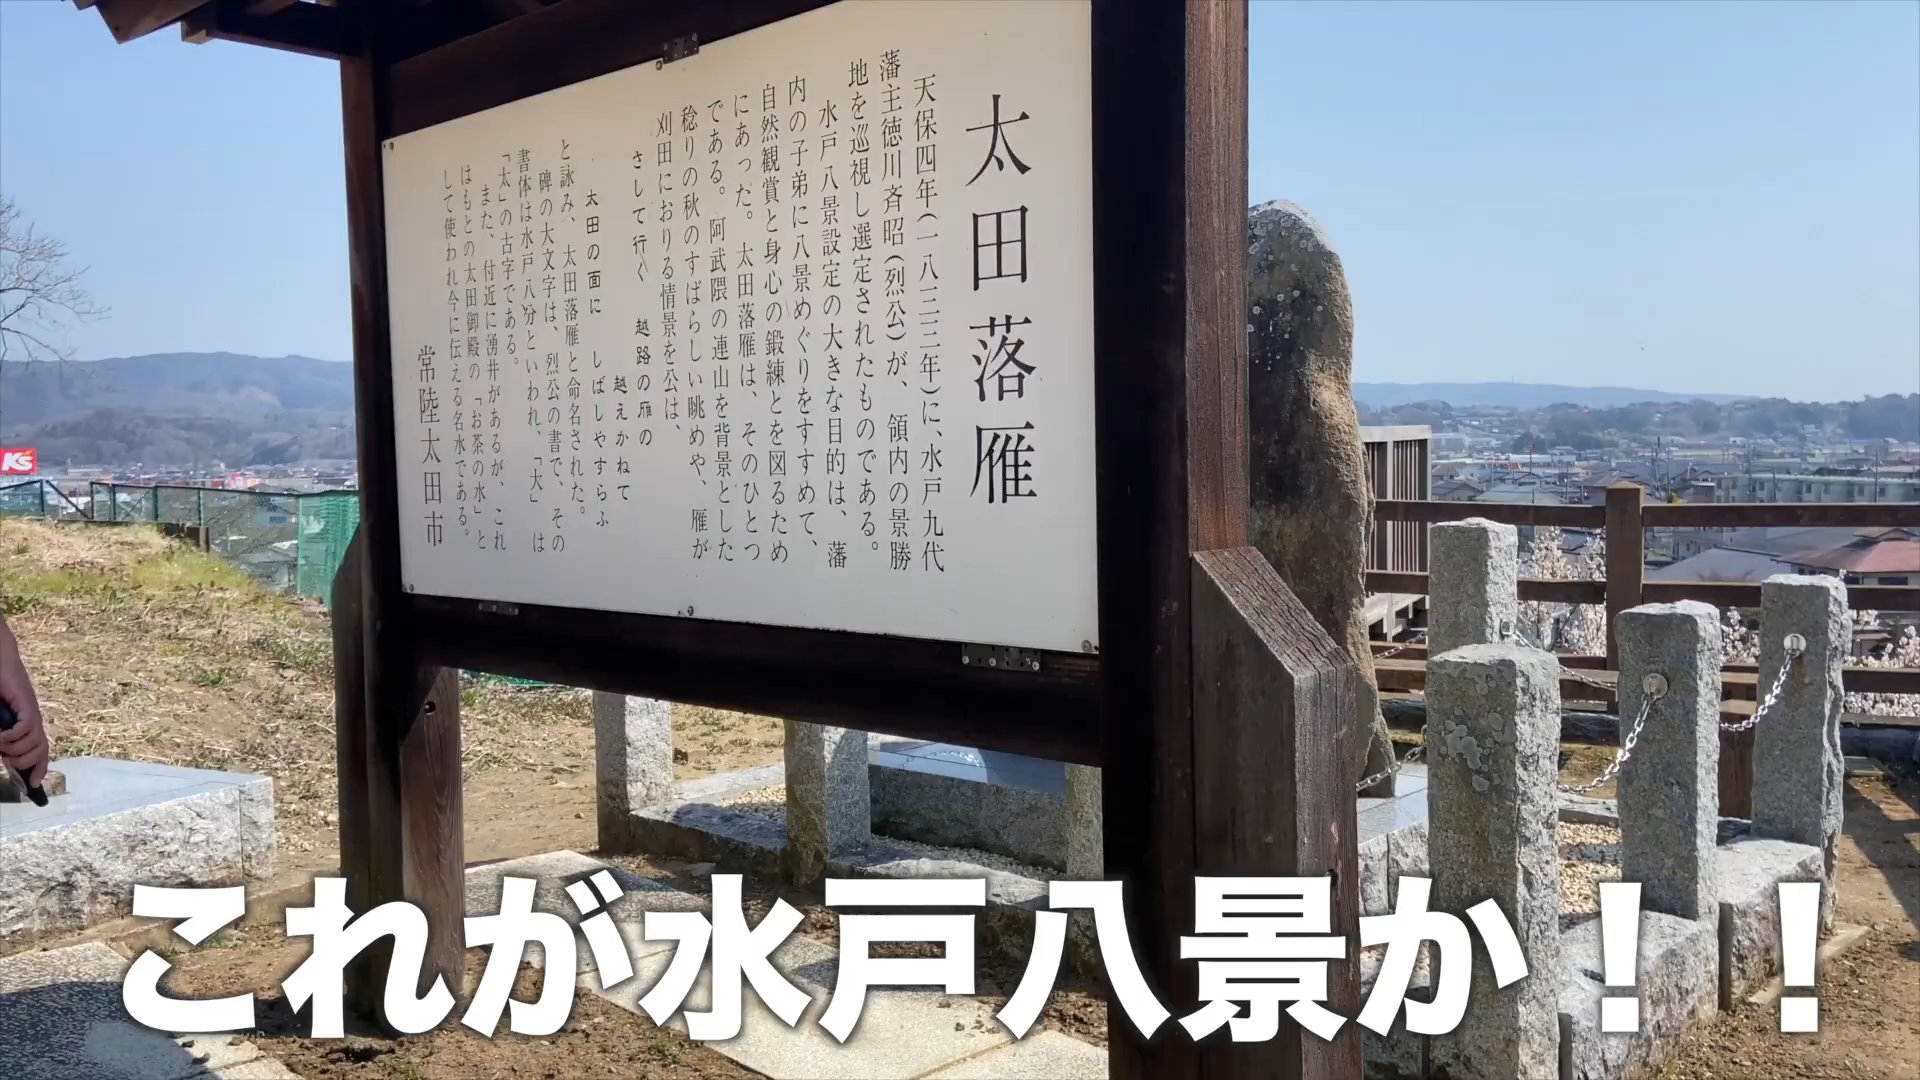 太田落雁
天保四年(一八三三年)に、水戸九代
藩主徳川斉昭(烈公)が、領内の景勝
地を巡視し選定されたものである。
水戸八景設定の大きな目的は、藩
内の子弟に八景めぐりをすすめて、
自然観賞と身心の鍛練とを図るため
にあった。太田落雁は、そのひとつ
である。阿武隈の連山を背景とした
稔りの秋のすばらしい眺めや、雁が
刈田におりる情景を公は、
さして行く 越路の雁の
越えかねて
太田の面に しばしやすらふ
と詠み、太田落雁と命名された。
碑の大文字は、烈公の書で、その
書体は水戸八分といわれ、「大」は
「太」の古字である。
また、付近に湧井があるが、これ
はもとの太田御殿の「お茶の水」と
して使われ今に伝える名水である。
常陸太田市
K's
これが水戸八景か！！